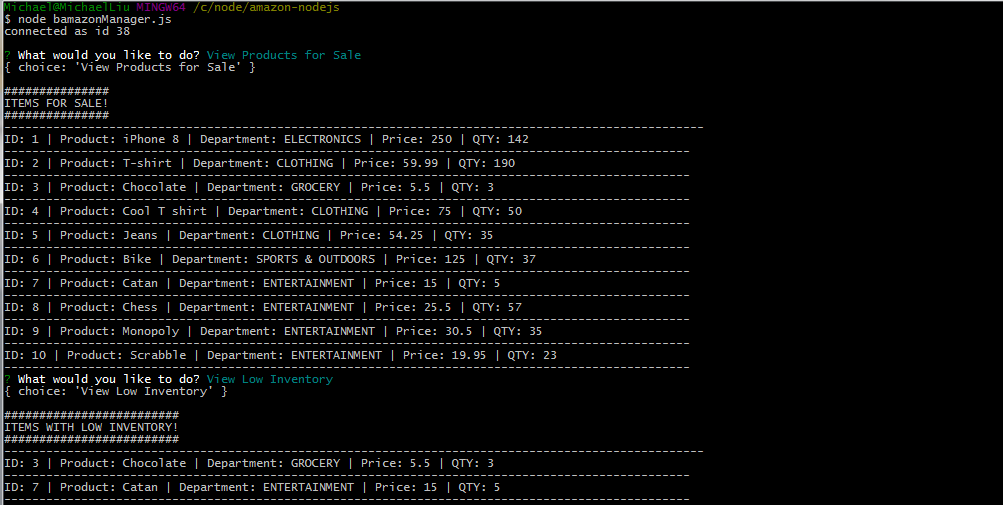 Michael@MichaelLiu MINGW64 /c/node/amazon-nodejs
$ node bamazonManager.js
connected as id 38
? What would you like to do? View Products for Sale
{ choice: 'View Products for Sale' }
###############
ITEMS FOR SALE!
###############
----------------------------------------------------------------------------------------------------
ID: 1 | Product: iPhone 8 | Department: ELECTRONICS | Price: 250 | QTY: 142
--------------------------------------------------------------------------------------------------
ID: 2 | Product: T-shirt | Department: CLOTHING | Price: 59.99 | QTY: 190
--------------------------------------------------------------------------------------------------
ID: 3 | Product: Chocolate | Department: GROCERY | Price: 5.5 | QTY: 3
--------------------------------------------------------------------------------------------------
ID: 4 | Product: Cool T shirt | Department: CLOTHING | Price: 75 | QTY: 50
--------------------------------------------------------------------------------------------------
ID: 5 | Product: Jeans | Department: CLOTHING | Price: 54.25 | QTY: 35
--------------------------------------------------------------------------------------------------
ID: 6 | Product: Bike | Department: SPORTS & OUTDOORS | Price: 125 | QTY: 37
--------------------------------------------------------------------------------------------------
ID: 7 | Product: Catan | Department: ENTERTAINMENT | Price: 15 | QTY: 5
--------------------------------------------------------------------------------------------------
ID: 8 | Product: Chess | Department: ENTERTAINMENT | Price: 25.5 | QTY: 57
--------------------------------------------------------------------------------------------------
ID: 9 | Product: Monopoly | Department: ENTERTAINMENT | Price: 30.5 | QTY: 35
--------------------------------------------------------------------------------------------------
ID: 10 | Product: Scrabble | Department: ENTERTAINMENT | Price: 19.95 | QTY: 23
--------------------------------------------------------------------------------------------------
? What would you like to do? View Low Inventory
{ choice: 'View Low Inventory' }
#########################
ITEMS WITH LOW INVENTORY!
#########################
----------------------------------------------------------------------------------------------------
ID: 3 | Product: Chocolate | Department: GROCERY | Price: 5.5 | QTY: 3
--------------------------------------------------------------------------------------------------
ID: 7 | Product: Catan | Department: ENTERTAINMENT | Price: 15 | QTY: 5
--------------------------------------------------------------------------------------------------